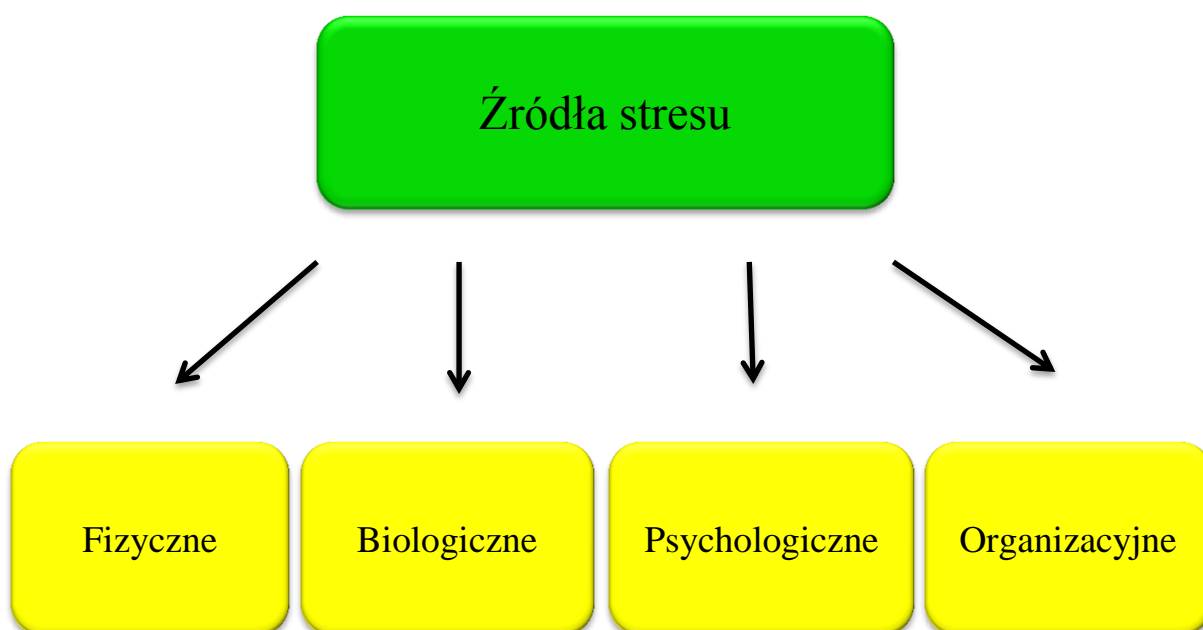 Źródła stresu
Fizyczne
Biologiczne
Psychologiczne
Organizacyjne